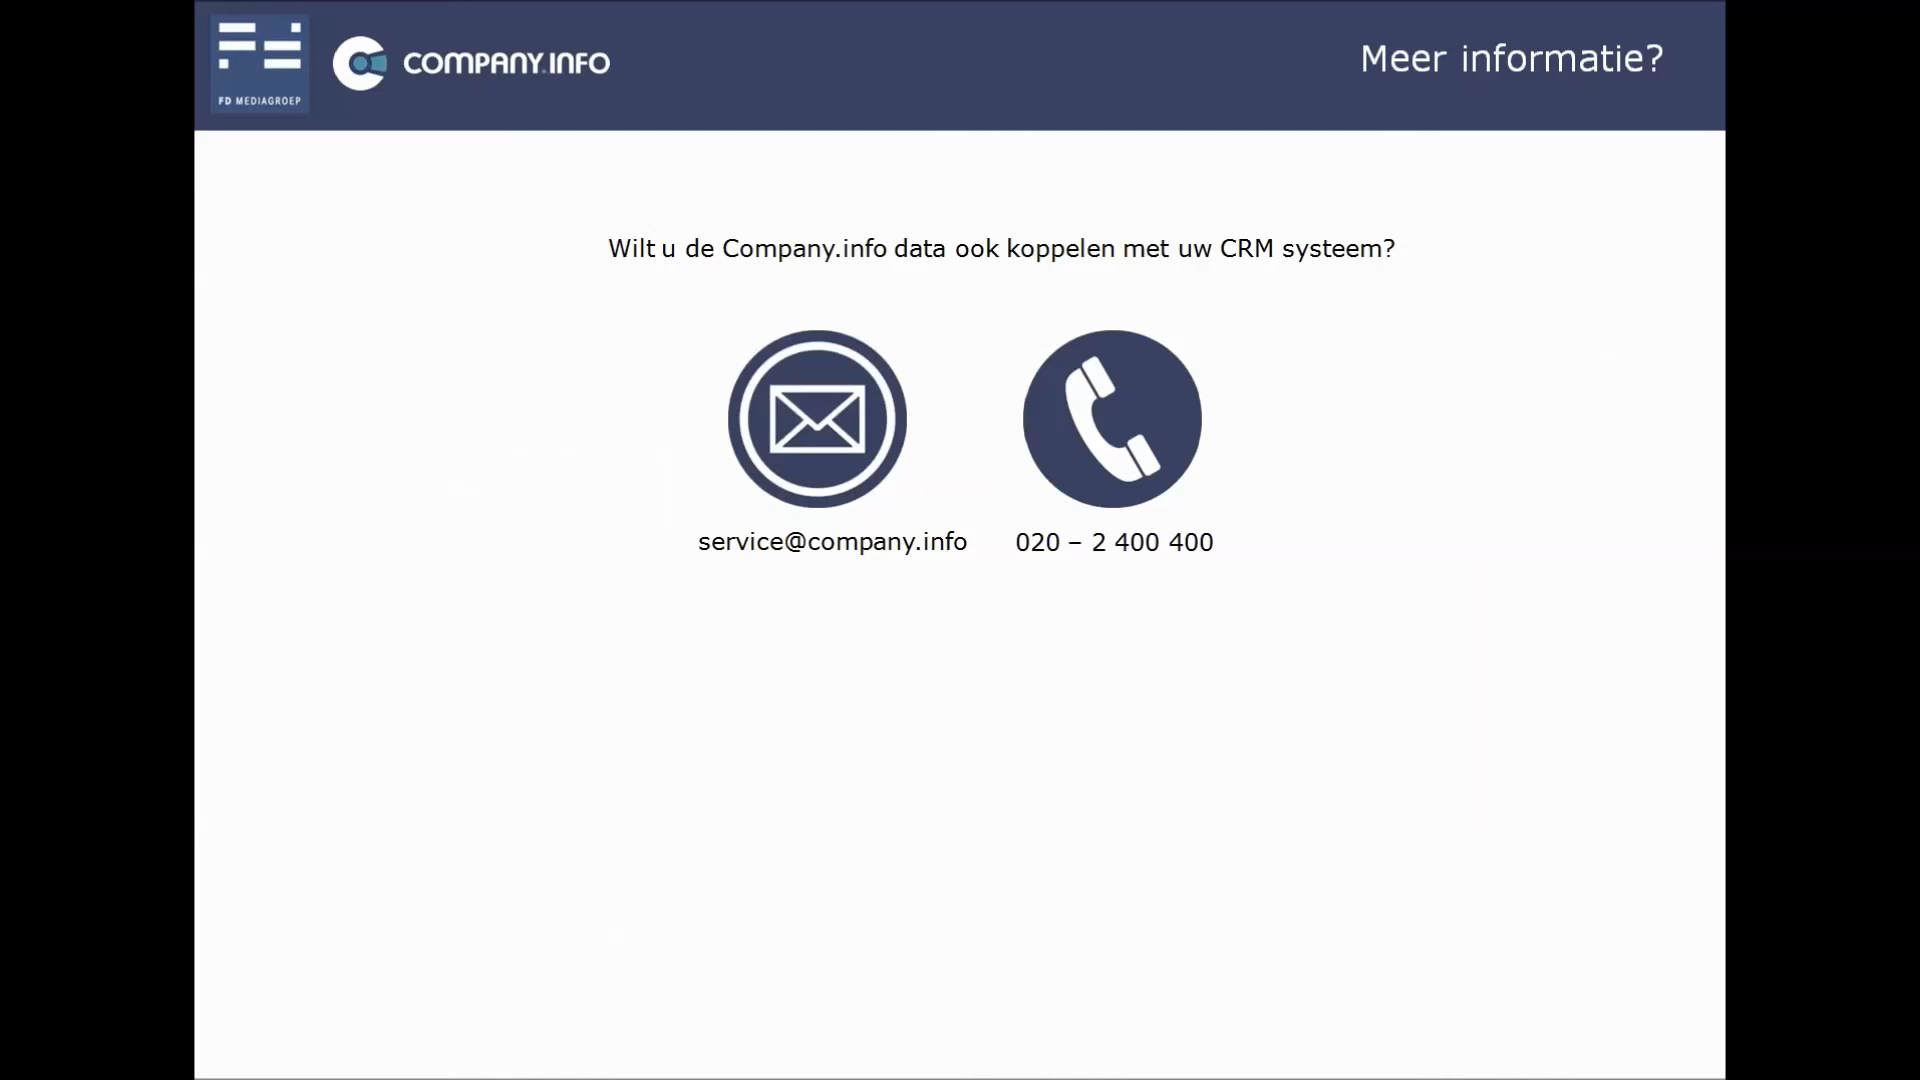 FD MEDIAGROEP
COMPANY.INFO
Meer informatie?
Wilt u de Company.info data ook koppelen met uw CRM systeem?
service@company.info
020 – 2 400 400